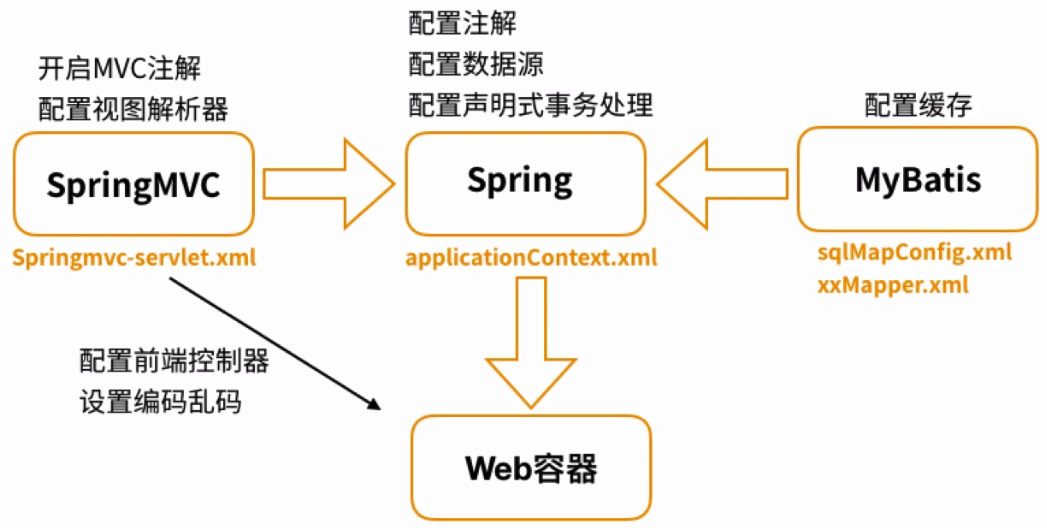 开启MVC注解
配置视图解析器
SpringMVC
Springmvc-servlet.xml
配置注解
配置数据源
配置声明式事务处理
Spring
applicationContext.xml
配置缓存
MyBatis
sqlMapConfig.xml
xxMapper.xml
配置前端控制器
设置编码乱码
Web容器